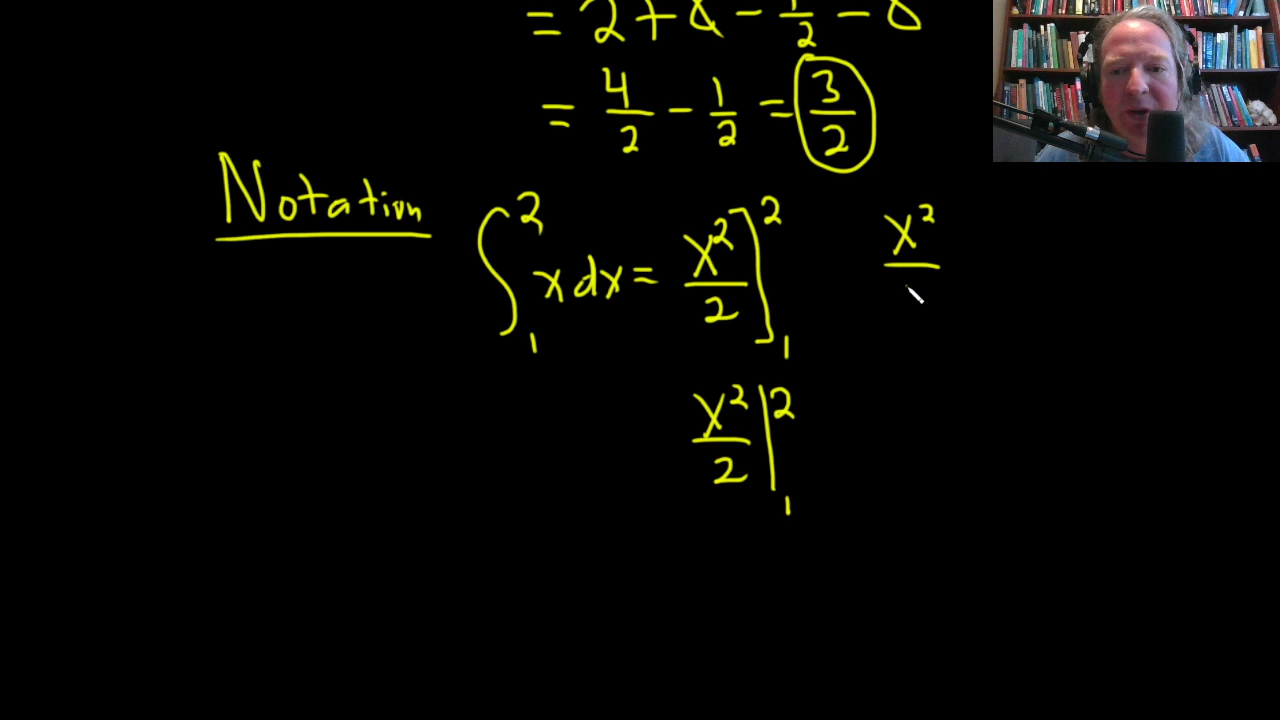 = 2 + 8 - 1/2 - 8
= 4/2 - 1/2 = 3/2
Notation ∫₁² x dx = x²/2 ]₁² x²
x²/2 |₁²